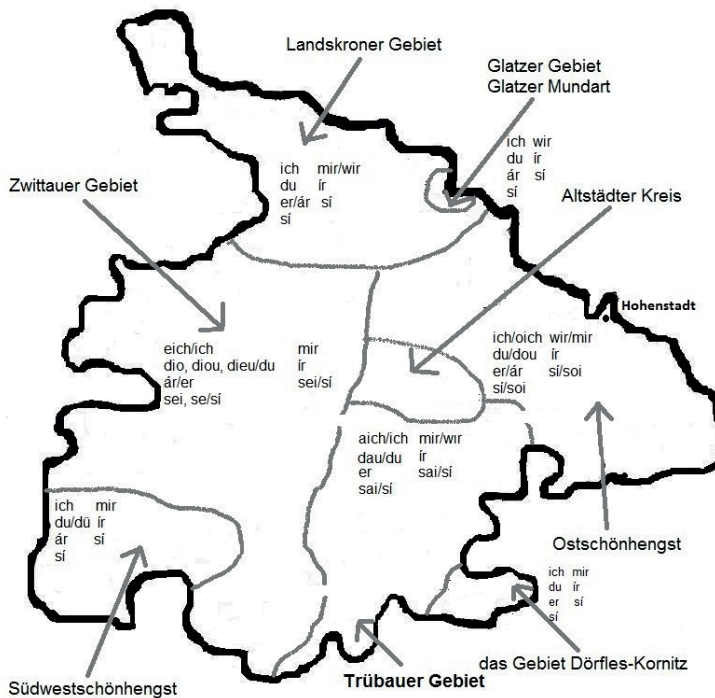 Landskroner Gebiet
Glatzer Gebiet
Glatzer Mundart
ich wir
du ír
ár sí
sí
ich mir/wir
du ír
er/ár sí
sí
Zwittauer Gebiet
Altstädter Kreis
Hohenstadt
eich/ich mir
dio, diou, dieu/du ír
ár/er sei/sí
sei, se/sí
ich/oich wir/mir
du/dou ír
er/ár sí/soi
sí/soi
aich/ich mir/wır
dau/du ír
er sai/sí
sai/sí
ich mir
du/dü ír
ár sí
sí
Ostschönhengst
ich mir
du ír
er sí
sí
das Gebiet Dörfles-Kornitz
Trübauer Gebiet
Südwestschönhengst